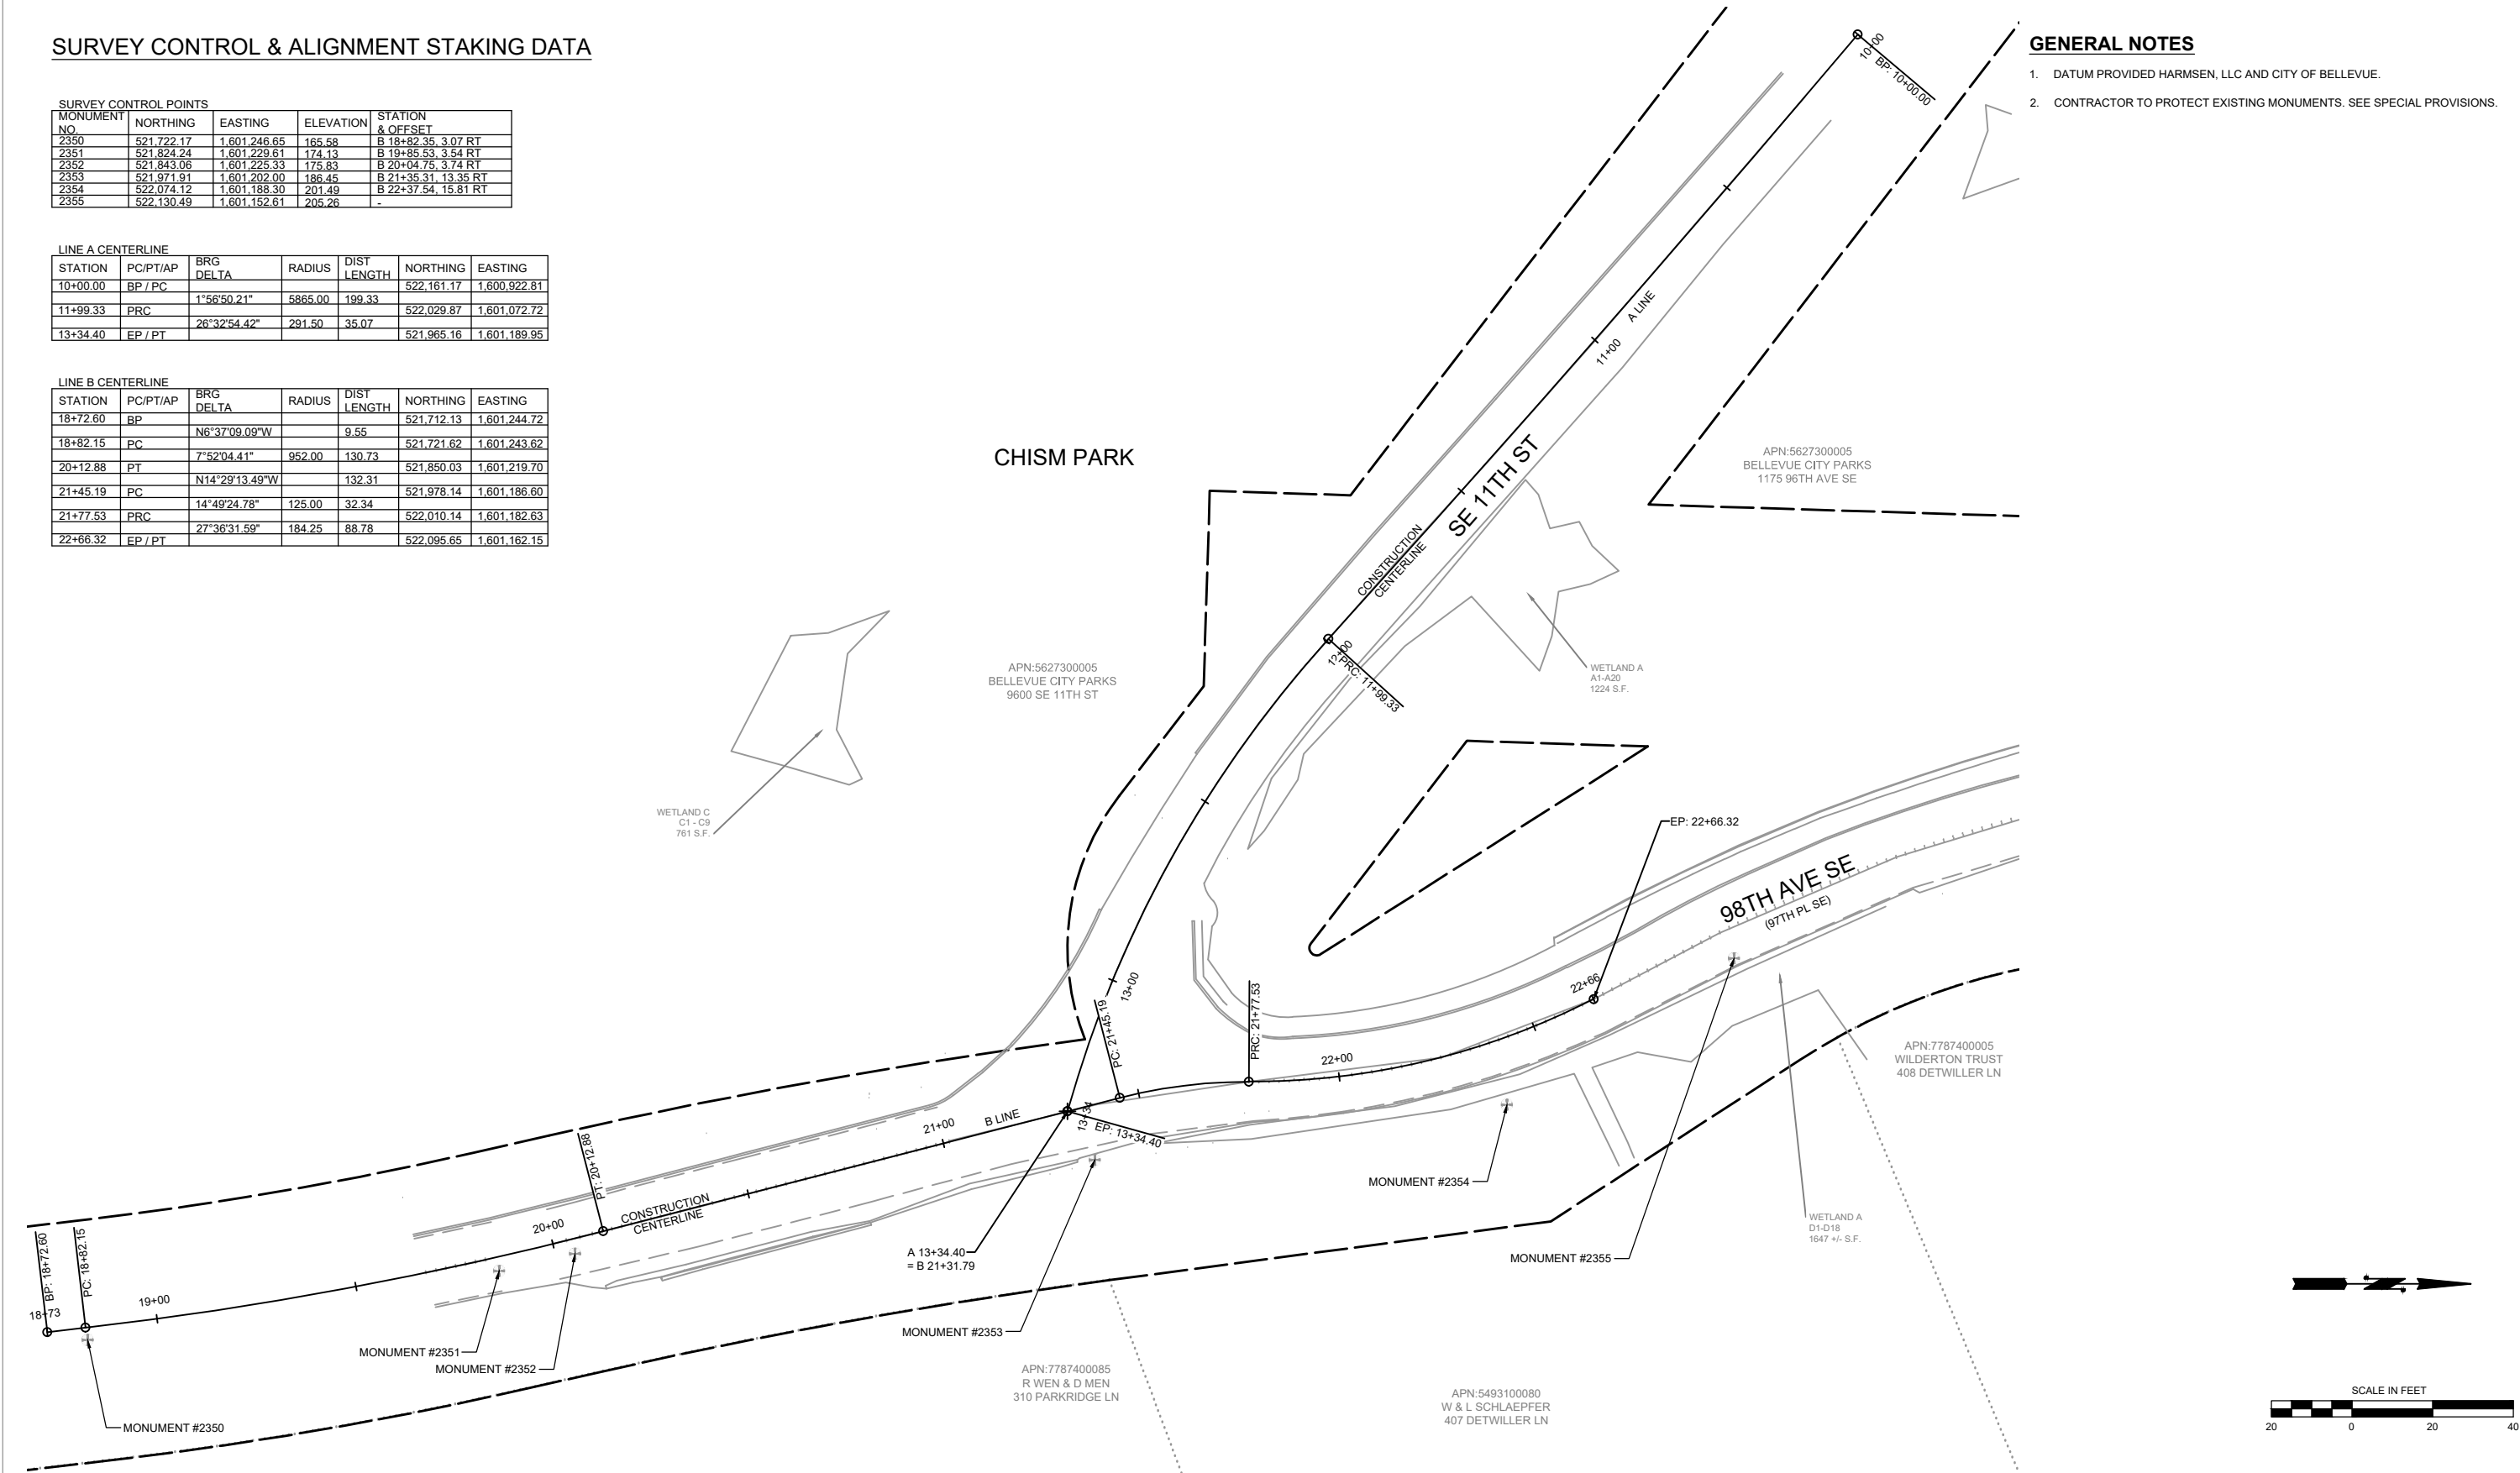 SURVEY CONTROL & ALIGNMENT STAKING DATA
SURVEY CONTROL POINTS
MONUMENT NO. NORTHING EASTING ELEVATION STATION & OFFSET
2350 521,722.17 1,601,246.65 165.58 B 18+82.35, 3.07 RT
2351 521,824.24 1,601,229.61 174.13 B 19+85.53, 3.54 RT
2352 521,843.06 1,601,225.33 175.83 B 20+04.75, 3.74 RT
2353 521,971.91 1,601,202.00 186.45 B 21+35.31, 13.35 RT
2354 522,074.12 1,601,188.30 201.49 B 22+37.54, 15.81 RT
2355 522,130.49 1,601,152.61 205.26 -
LINE A CENTERLINE
STATION PC/PT/AP BRG DELTA RADIUS DIST LENGTH NORTHING EASTING
10+00.00 BP / PC 522,161.17 1,600,922.81
1°56'50.21" 5865.00 199.33
11+99.33 PRC 522,029.87 1,601,072.72
26°32'54.42" 291.50 35.07
13+34.40 EP / PT 521,965.16 1,601,189.95
LINE B CENTERLINE
STATION PC/PT/AP BRG DELTA RADIUS DIST LENGTH NORTHING EASTING
18+72.60 BP 521,712.13 1,601,244.72
N6°37'09.09"W 9.55
18+82.15 PC 521,721.62 1,601,243.62
7°52'04.41" 952.00 130.73
20+12.88 PT 521,850.03 1,601,219.70
N14°29'13.49"W 132.31
21+45.19 PC 521,978.14 1,601,186.60
14°49'24.78" 125.00 32.34
21+77.53 PRC 522,010.14 1,601,182.63
27°36'31.59" 184.25 88.78
22+66.32 EP / PT 522,095.65 1,601,162.15
GENERAL NOTES
1. DATUM PROVIDED HARMSEN, LLC AND CITY OF BELLEVUE.
2. CONTRACTOR TO PROTECT EXISTING MONUMENTS. SEE SPECIAL PROVISIONS.
10+00
BP: 10+00.00
A LINE
11+00
SE 11TH ST
CONSTRUCTION
CENTERLINE
12+00
PRC: 11+99.33
CHISM PARK
APN:5627300005
BELLEVUE CITY PARKS
1175 96TH AVE SE
APN:5627300005
BELLEVUE CITY PARKS
9600 SE 11TH ST
WETLAND A
A1-A20
1224 S.F.
WETLAND C
C1 - C9
761 S.F.
EP: 22+66.32
98TH AVE SE
(97TH PL SE)
22+66
13+00
PC: 21+45.19
PRC: 21+77.53
22+00
APN:7787400005
WILDERTON TRUST
408 DETWILLER LN
13+34
EP: 13+34.40
B LINE
21+00
PT: 20+12.88
CONSTRUCTION
CENTERLINE
20+00
MONUMENT #2354
WETLAND A
D1-D18
1647 +/- S.F.
BP: 18+72.60
PC: 18+82.15
A 13+34.40
= B 21+31.79
MONUMENT #2355
18+73
19+00
MONUMENT #2353
MONUMENT #2351
MONUMENT #2352
APN:7787400085
R WEN & D MEN
310 PARKRIDGE LN
APN:5493100080
W & L SCHLAEPFER
407 DETWILLER LN
MONUMENT #2350
SCALE IN FEET
20 0 20 40